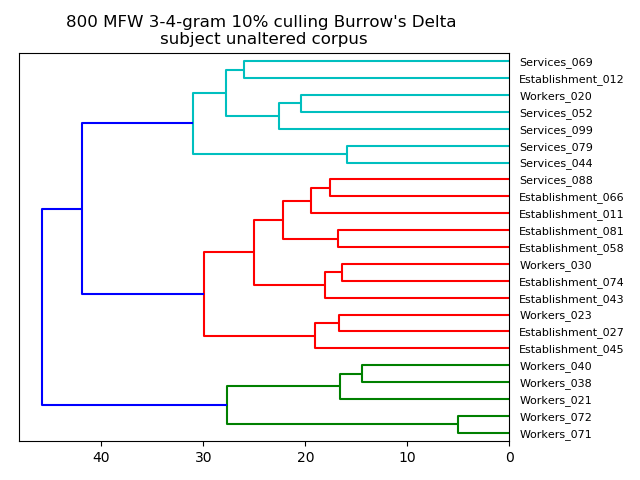 800 MFW 3-4-gram 10% culling Burrow's Delta
subject unaltered corpus
Services_069
Establishment_012
Workers_020
Services_052
Services_099
Services_079
Services_044
Services_088
Establishment_066
Establishment_011
Establishment_081
Establishment_058
Workers_030
Establishment_074
Establishment_043
Workers_023
Establishment_027
Establishment_045
Workers_040
Workers_038
Workers_021
Workers_072
Workers_071
40 30 20 10 0